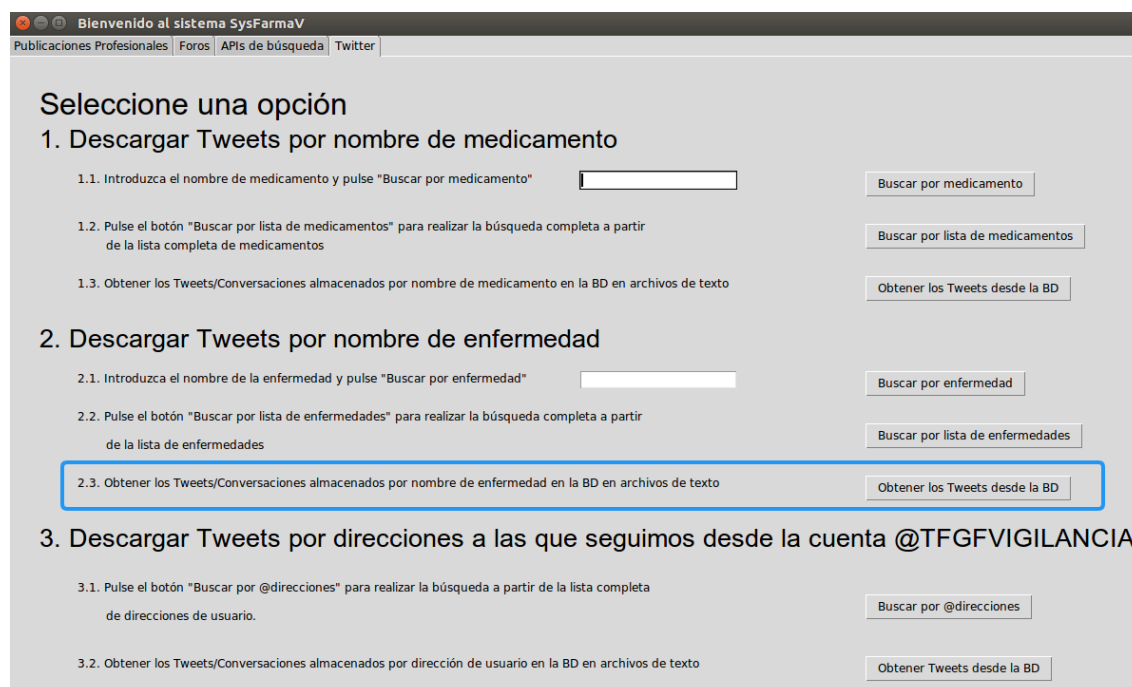 Bienvenido al sistema SysFarmaV
Publicaciones Profesionales Foros APIs de búsqueda Twitter
Seleccione una opción
1. Descargar Tweets por nombre de medicamento
1.1. Introduzca el nombre de medicamento y pulse "Buscar por medicamento"
Buscar por medicamento
1.2. Pulse el botón "Buscar por lista de medicamentos" para realizar la búsqueda completa a partir
de la lista completa de medicamentos
Buscar por lista de medicamentos
1.3. Obtener los Tweets/Conversaciones almacenados por nombre de medicamento en la BD en archivos de texto
Obtener los Tweets desde la BD
2. Descargar Tweets por nombre de enfermedad
2.1. Introduzca el nombre de la enfermedad y pulse "Buscar por enfermedad"
Buscar por enfermedad
2.2. Pulse el botón "Buscar por lista de enfermedades" para realizar la búsqueda completa a partir
de la lista de enfermedades
Buscar por lista de enfermedades
2.3. Obtener los Tweets/Conversaciones almacenados por nombre de enfermedad en la BD en archivos de texto
Obtener los Tweets desde la BD
3. Descargar Tweets por direcciones a las que seguimos desde la cuenta @TFGFVIGILANCIA
3.1. Pulse el botón "Buscar por @direcciones" para realizar la búsqueda a partir de la lista completa
de direcciones de usuario.
Buscar por @direcciones
3.2. Obtener los Tweets/Conversaciones almacenados por dirección de usuario en la BD en archivos de texto
Obtener Tweets desde la BD